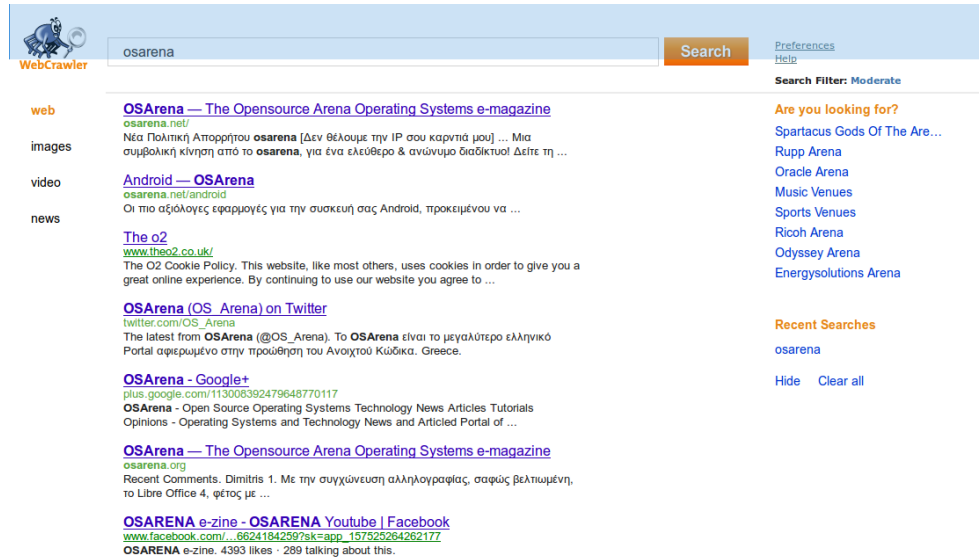 WebCrawler
osarena
Search
Preferences
Help
Search Filter: Moderate
web
images
video
news
OSArena — The Opensource Arena Operating Systems e-magazine
osarena.net/
Νέα Πολιτική Απορρήτου osarena [Δεν θέλουμε την IP σου καρντιά μου] ... Μια
συμβολική κίνηση από το osarena, για ένα ελεύθερο & ανώνυμο διαδίκτυο! Δείτε τη ...
Android — OSArena
osarena.net/android
Οι πιο αξιόλογες εφαρμογές για την συσκευή σας Android, προκειμένου να ...
The o2
www.theo2.co.uk/
The O2 Cookie Policy. This website, like most others, uses cookies in order to give you a
great online experience. By continuing to use our website you agree to ...
OSArena (OS_Arena) on Twitter
twitter.com/OS_Arena
The latest from OSArena (@OS_Arena). Το OSArena είναι το μεγαλύτερο ελληνικό
Portal αφιερωμένο στην προώθηση του Ανοιχτού Κώδικα. Greece.
OSArena - Google+
plus.google.com/113008392479648770117
OSArena - Open Source Operating Systems Technology News Articles Tutorials
Opinions - Operating Systems and Technology News and Articled Portal of ...
OSArena — The Opensource Arena Operating Systems e-magazine
osarena.org
Recent Comments. Dimitris 1. Με την συγχώνευση αλληλογραφίας, σαφώς βελτιωμένη,
το Libre Office 4, φέτος με ...
OSARENA e-zine - OSARENA Youtube | Facebook
www.facebook.com/...6624184259?sk=app_157525264262177
OSARENA e-zine. 4393 likes · 289 talking about this.
Are you looking for?
Spartacus Gods Of The Are...
Rupp Arena
Oracle Arena
Music Venues
Sports Venues
Ricoh Arena
Odyssey Arena
Energysolutions Arena
Recent Searches
osarena
Hide Clear all